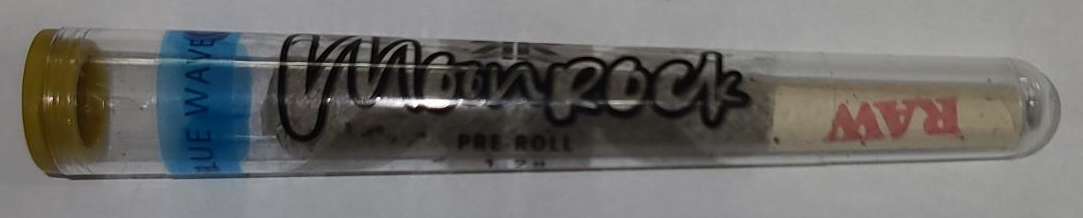 BLUE WAVE
Moonrock
PRE-ROLL
RAW